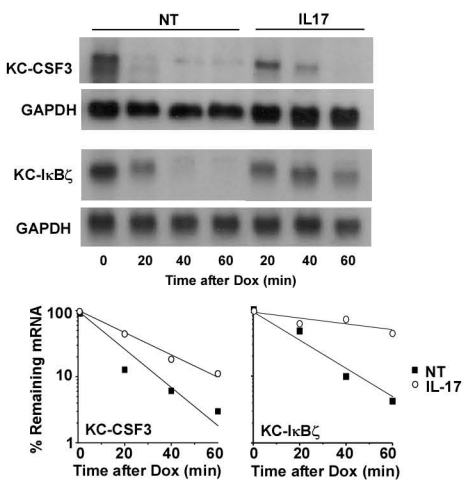 NT IL17
KC-CSF3
GAPDH
KC-IκBζ
GAPDH
0 20 40 60 20 40 60
Time after Dox (min)
% Remaining mRNA
100
10
1
KC-CSF3
0 20 40 60
Time after Dox (min)
KC-IκBζ
0 20 40 60
Time after Dox (min)
NT
IL-17